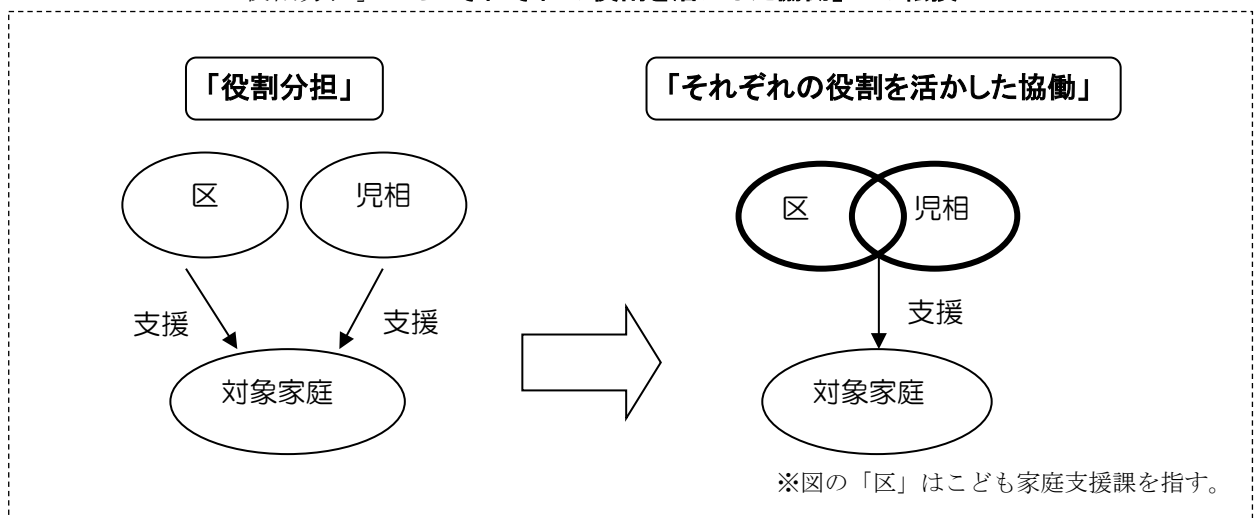 「役割分担」
「それぞれの役割を活かした協働」
区
児相
区
児相
支援
支援
支援
対象家庭
対象家庭
※図の「区」はこども家庭支援課を指す。